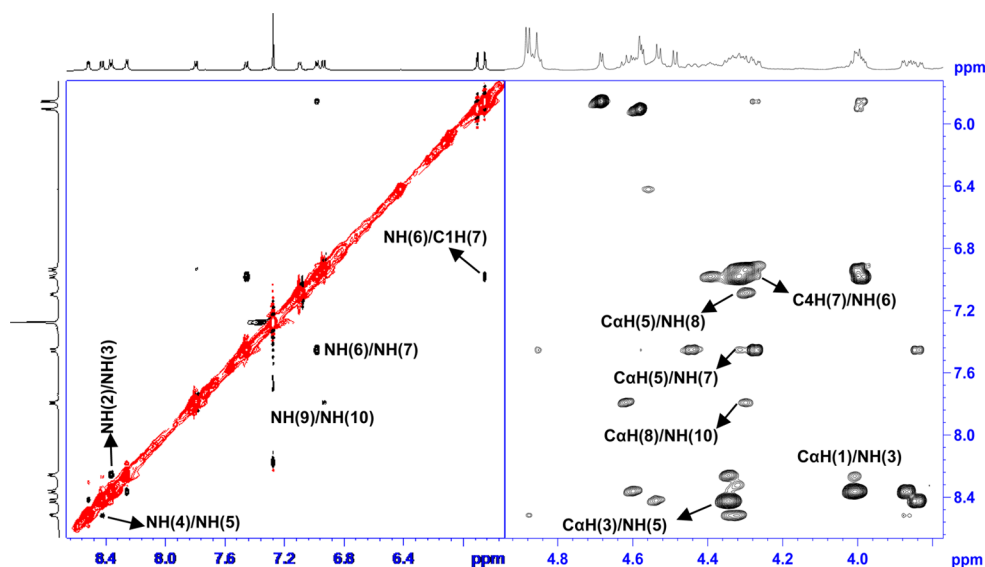 ppm
6.0
6.4
6.8
7.2
7.6
8.0
8.4
NH(6)/C1H(7)
C4H(7)/NH(6)
CαH(5)/NH(8)
NH(6)/NH(7)
CαH(5)/NH(7)
NH(2)/NH(3)
NH(9)/NH(10)
CαH(8)/NH(10)
CαH(1)/NH(3)
NH(4)/NH(5)
CαH(3)/NH(5)
8.4 8.0 7.6 7.2 6.8 6.4 ppm
4.8 4.6 4.4 4.2 4.0 ppm